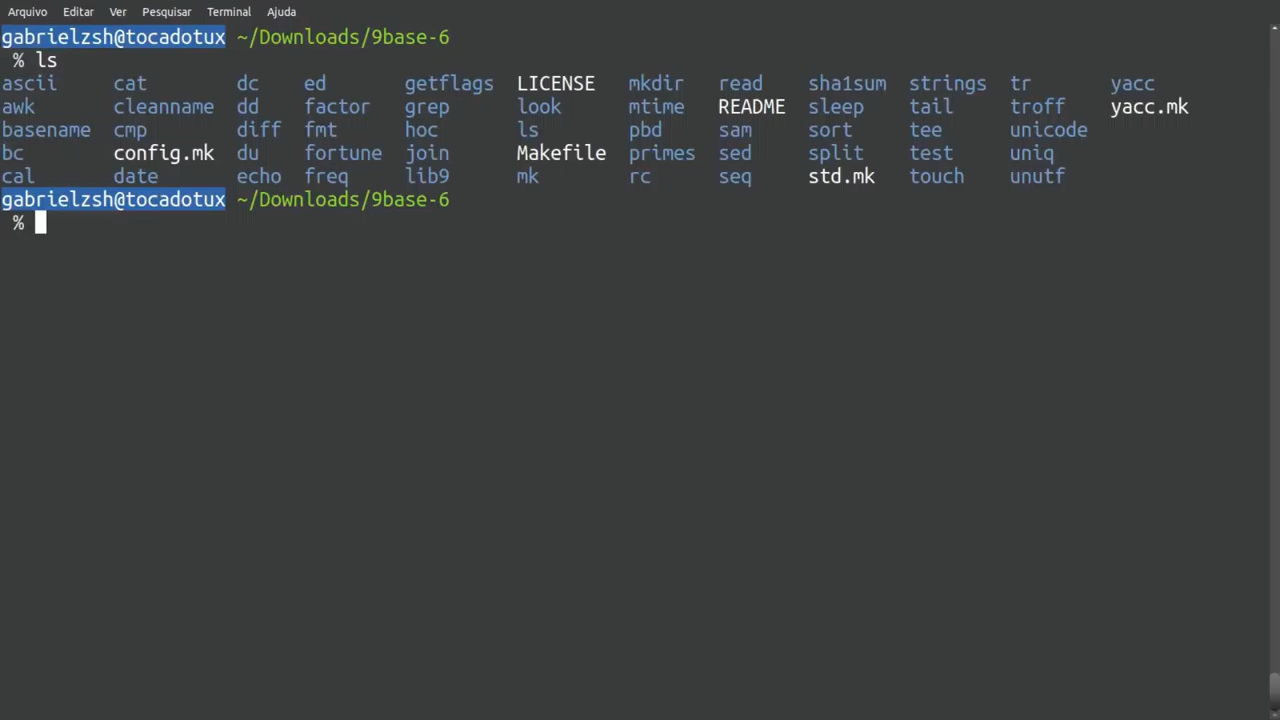 Arquivo Editar Ver Pesquisar Terminal Ajuda
gabrielzsh@tocadotux ~/Downloads/9base-6
% ls
ascii cat dc ed getflags LICENSE mkdir read sha1sum strings tr yacc
awk cleanname dd factor grep look mtime README sleep tail troff yacc.mk
basename cmp diff fmt hoc ls pbd sam sort tee unicode
bc config.mk du fortune join Makefile primes sed split test uniq
cal date echo freq lib9 mk rc seq std.mk touch unutf
gabrielzsh@tocadotux ~/Downloads/9base-6
%